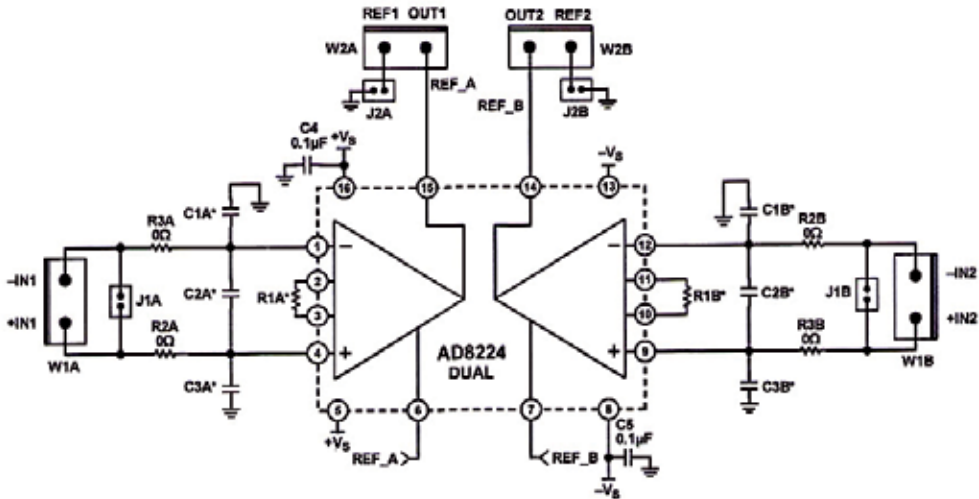 REF1 OUT1
OUT2 REF2
W2A
W2B
REF_A
REF_B
J2A
J2B
C4
0.1µF
+VS
-VS
16
15
14
13
C1A*
C1B*
R3A
0Ω
R2B
0Ω
1
12
-IN1
-IN2
2
11
J1A
C2A*
R1A*
R1B*
C2B*
J1B
3
10
+IN1
+IN2
R2A
0Ω
R3B
0Ω
4
9
W1A
W1B
AD8224
DUAL
C3A*
C3B*
5
6
7
8
C5
0.1µF
+VS
REF_A
REF_B
-VS